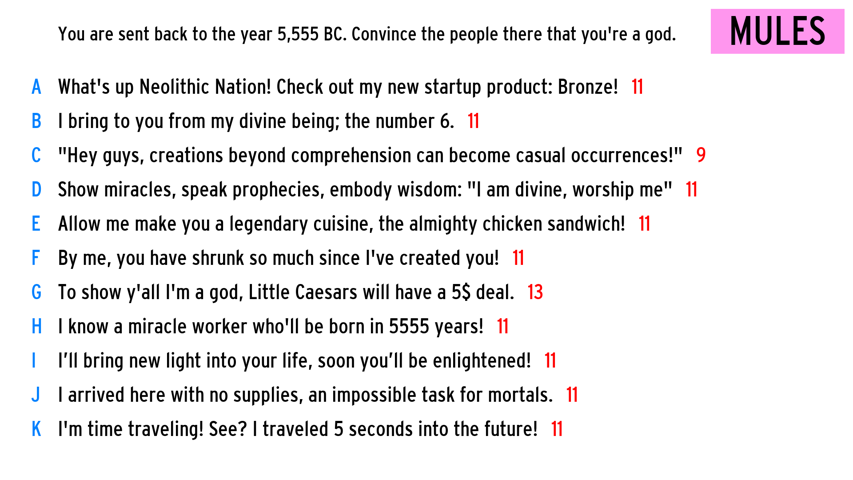 You are sent back to the year 5,555 BC. Convince the people there that you're a god.
MULES
A What's up Neolithic Nation! Check out my new startup product: Bronze! 11
B I bring to you from my divine being; the number 6. 11
C "Hey guys, creations beyond comprehension can become casual occurrences!" 9
D Show miracles, speak prophecies, embody wisdom: "I am divine, worship me" 11
E Allow me make you a legendary cuisine, the almighty chicken sandwich! 11
F By me, you have shrunk so much since I've created you! 11
G To show y'all I'm a god, Little Caesars will have a 5$ deal. 13
H I know a miracle worker who'll be born in 5555 years! 11
I I’ll bring new light into your life, soon you’ll be enlightened! 11
J I arrived here with no supplies, an impossible task for mortals. 11
K I'm time traveling! See? I traveled 5 seconds into the future! 11